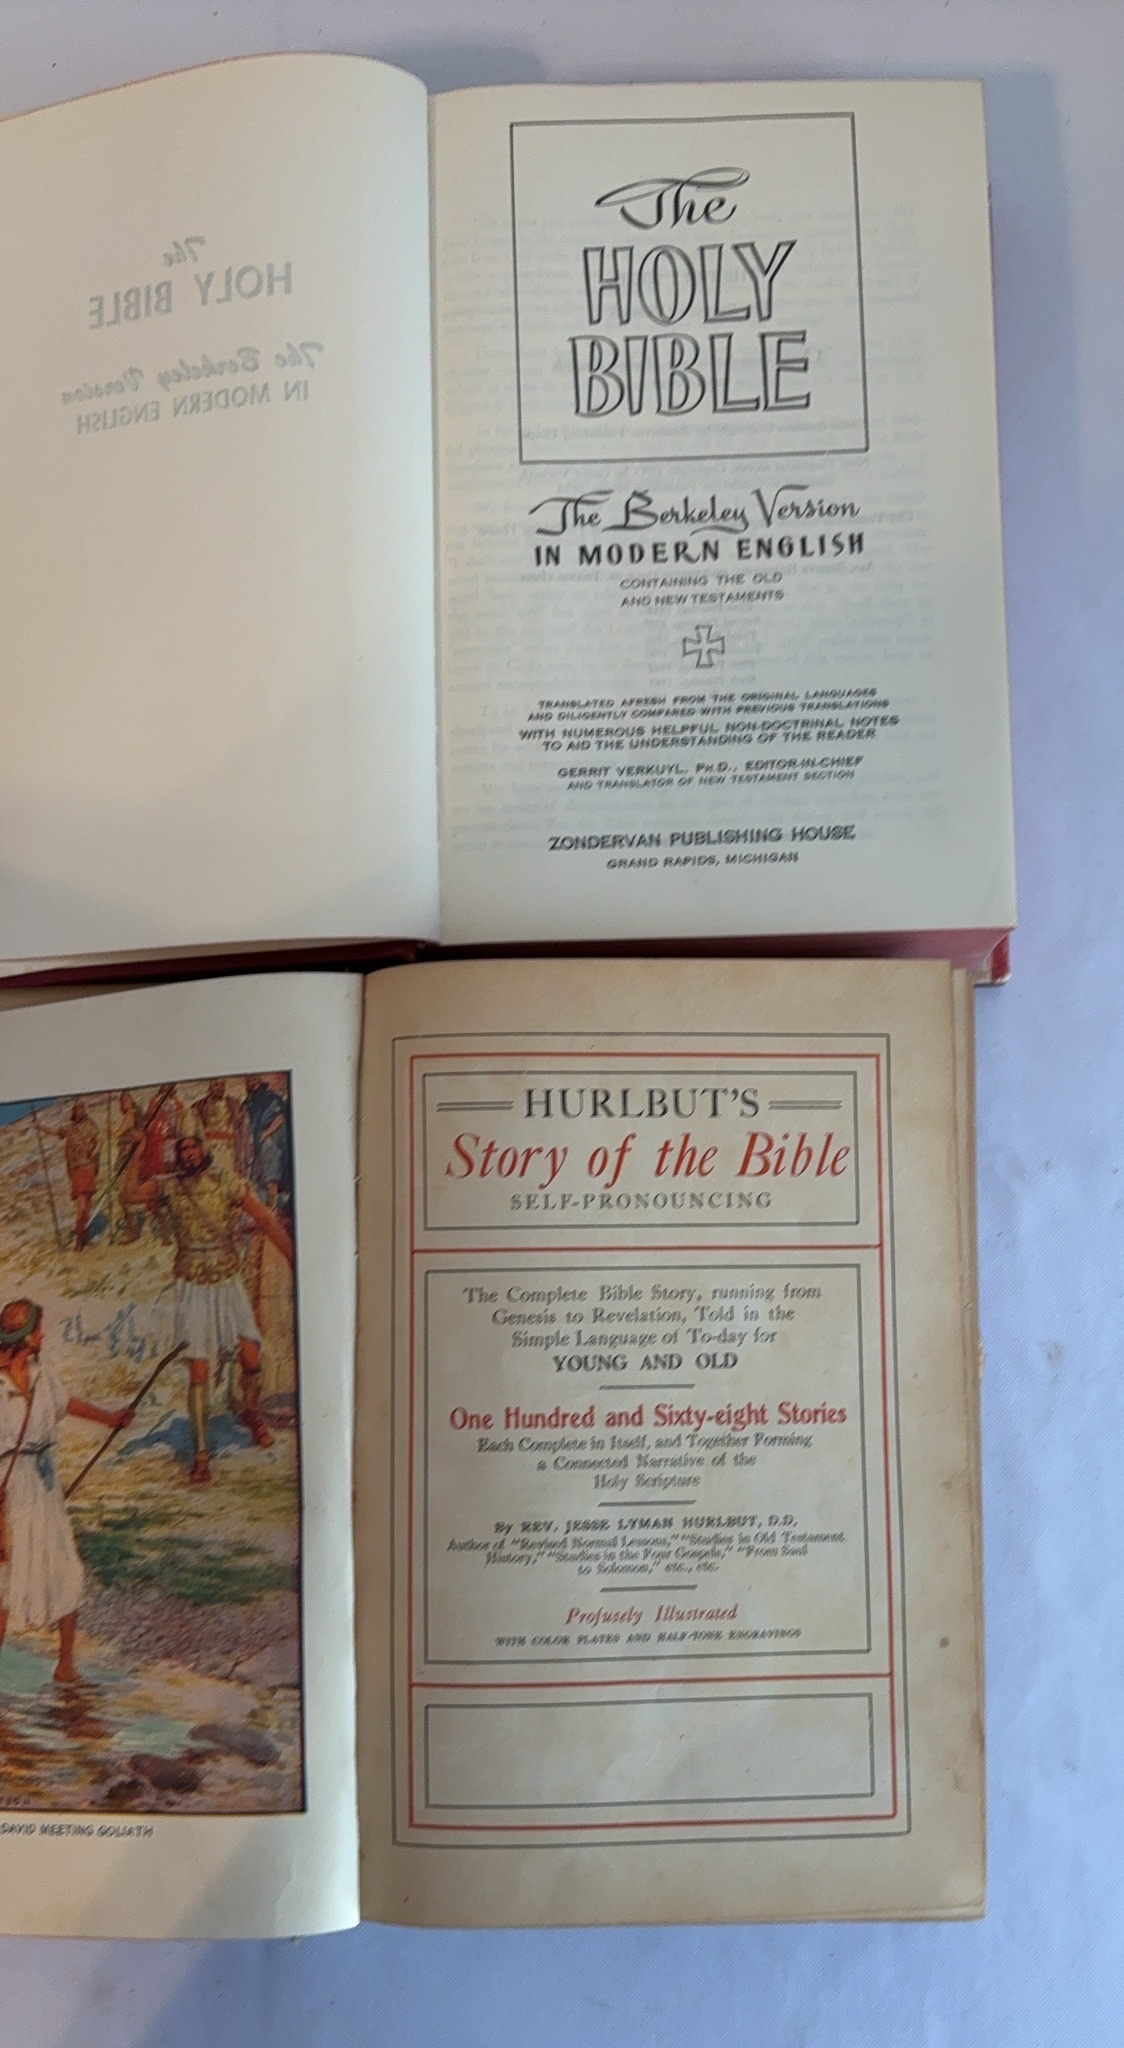 The
HOLY BIBLE
The Berkeley Version
IN MODERN ENGLISH
The
HOLY
BIBLE
The Berkeley Version
IN MODERN ENGLISH
CONTAINING THE OLD
AND NEW TESTAMENTS
TRANSLATED AFRESH FROM THE ORIGINAL LANGUAGES
AND DILIGENTLY COMPARED WITH PREVIOUS TRANSLATIONS
WITH NUMEROUS HELPFUL NON-DOCTRINAL NOTES
TO AID THE UNDERSTANDING OF THE READER
GERRIT VERKUYL, PH.D., EDITOR-IN-CHIEF
AND TRANSLATOR OF NEW TESTAMENT SECTION
ZONDERVAN PUBLISHING HOUSE
GRAND RAPIDS, MICHIGAN
DAVID MEETING GOLIATH
HURLBUT'S
Story of the Bible
SELF-PRONOUNCING
The Complete Bible Story, running from
Genesis to Revelation, Told in the
Simple Language of To-day for
YOUNG AND OLD
One Hundred and Sixty-eight Stories
Each Complete in Itself, and Together Forming
a Connected Narrative of the
Holy Scripture
By REV. JESSE LYMAN HURLBUT, D.D.
Author of "Revised Normal Lessons," "Studies in Old Testament
History," "Studies in the Four Gospels," "From Saul
to Solomon," etc., etc.
Profusely Illustrated
WITH COLOR PLATES AND HALF-TONE ENGRAVINGS